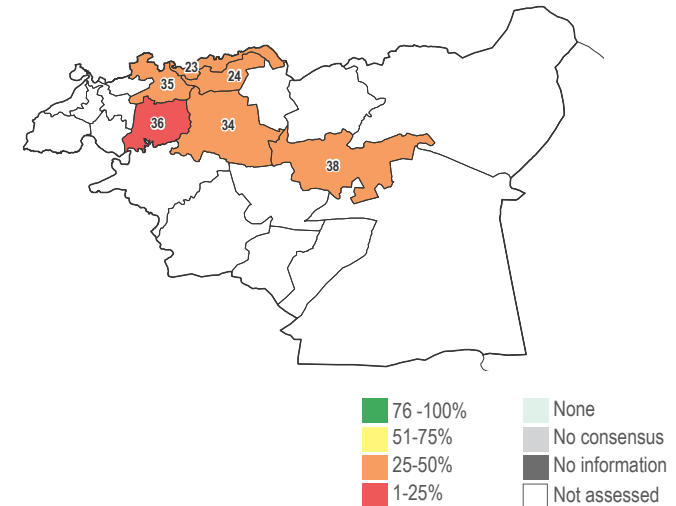 23
24
35
36
34
38
76 -100%
51-75%
25-50%
1-25%
None
No consensus
No information
Not assessed